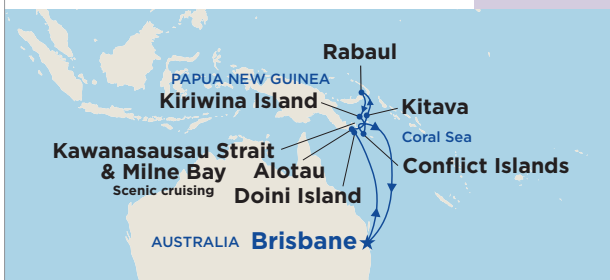 Rabaul
PAPUA NEW GUINEA
Kiriwina Island
Kitava
Coral Sea
Kawanasausau Strait
& Milne Bay
Scenic cruising
Alotau
Conflict Islands
Doini Island
AUSTRALIA Brisbane